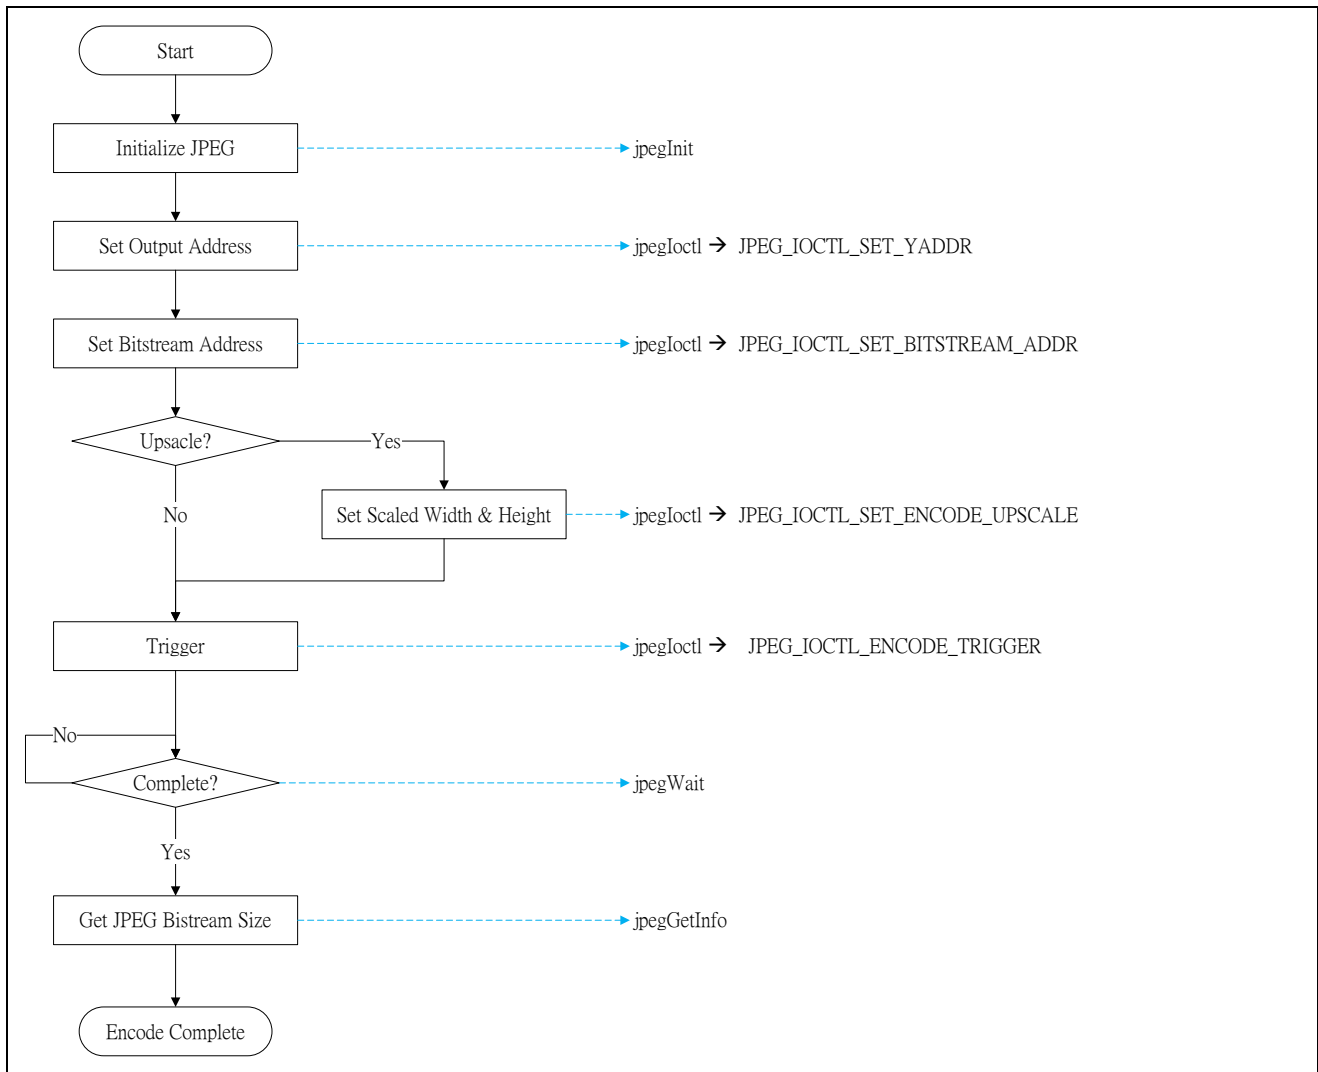 Start
Initialize JPEG
jpegInit
Set Output Address
jpegIoctl → JPEG_IOCTL_SET_YADDR
Set Bitstream Address
jpegIoctl → JPEG_IOCTL_SET_BITSTREAM_ADDR
Upsacle?
Yes
No
Set Scaled Width & Height
jpegIoctl → JPEG_IOCTL_SET_ENCODE_UPSCALE
Trigger
jpegIoctl → JPEG_IOCTL_ENCODE_TRIGGER
No
Complete?
jpegWait
Yes
Get JPEG Bistream Size
jpegGetInfo
Encode Complete